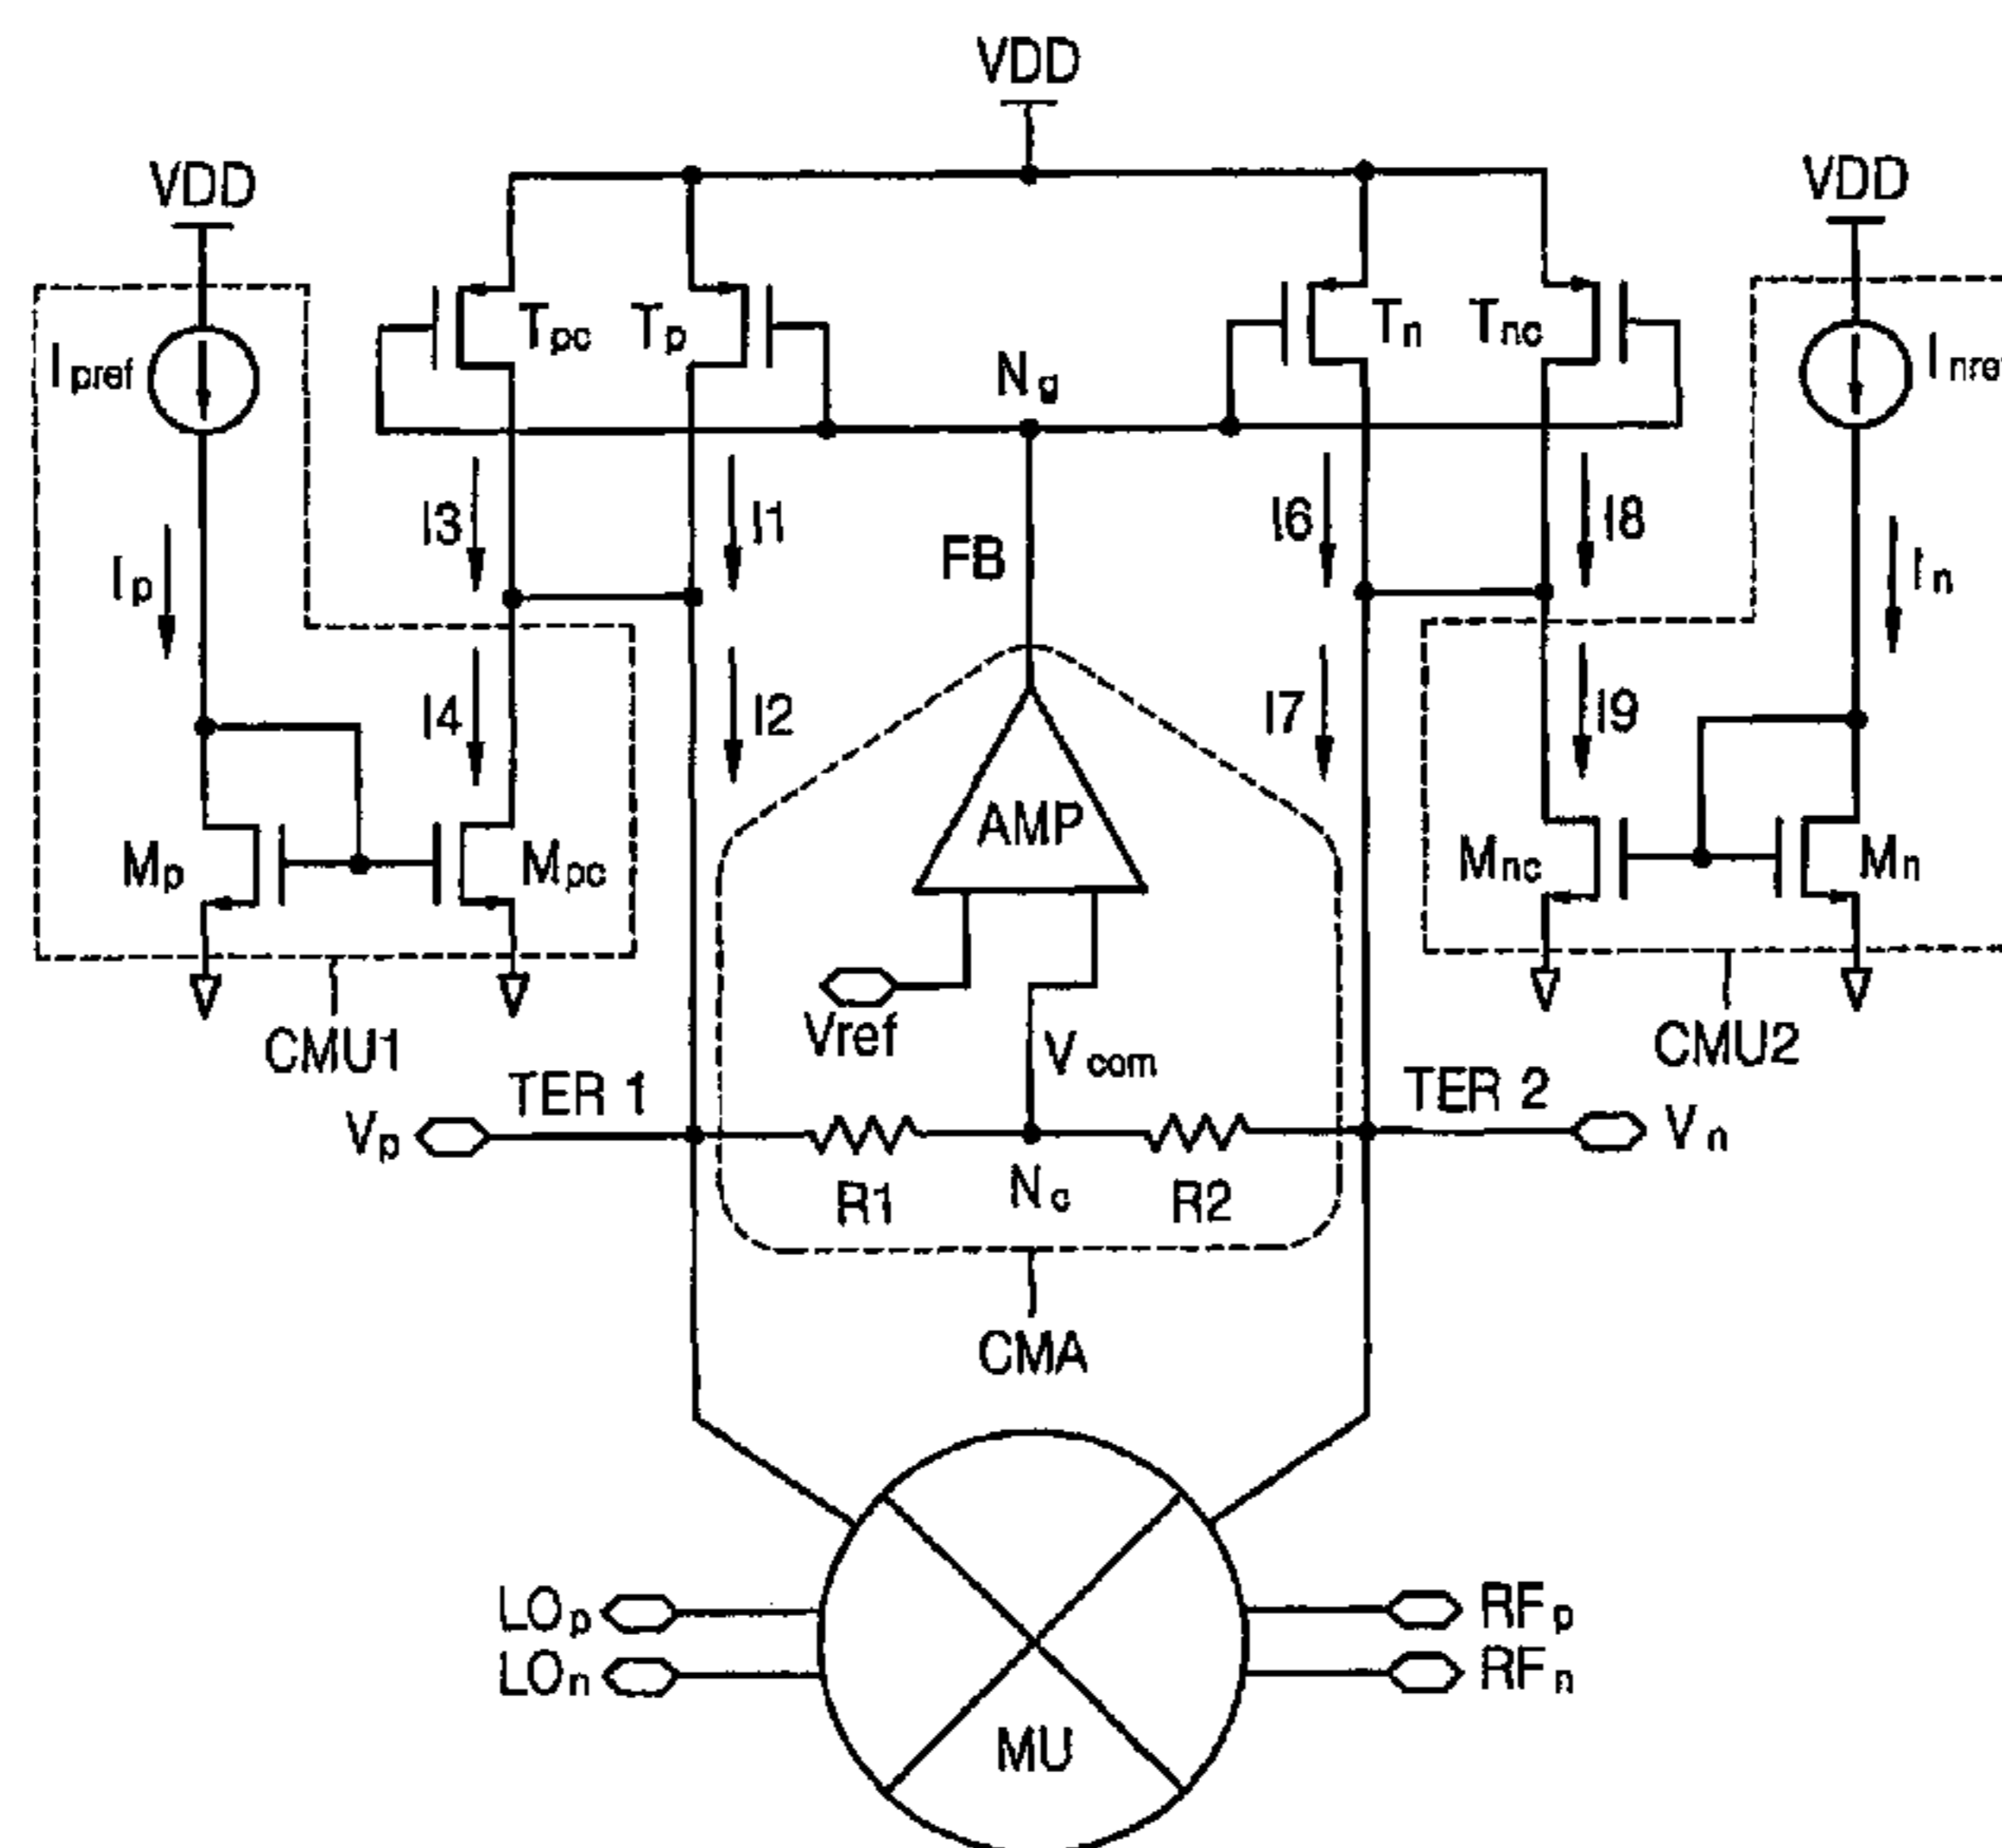 VDD
VDD
VDD
Ipref
Tpc
Tp
Ng
Tn
Tnc
Inref
I3
I1
FB
I6
I8
Ip
In
I4
I2
I7
I9
AMP
Mp
Mpc
Mnc
Mn
Vref
Vcom
CMU1
CMU2
TER 1
TER 2
Vp
Vn
R1
Nc
R2
CMA
LOp
RFp
LOn
RFn
MU